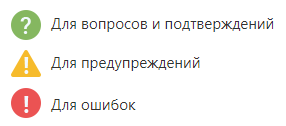 ? Для вопросов и подтверждений
! Для предупреждений
! Для ошибок